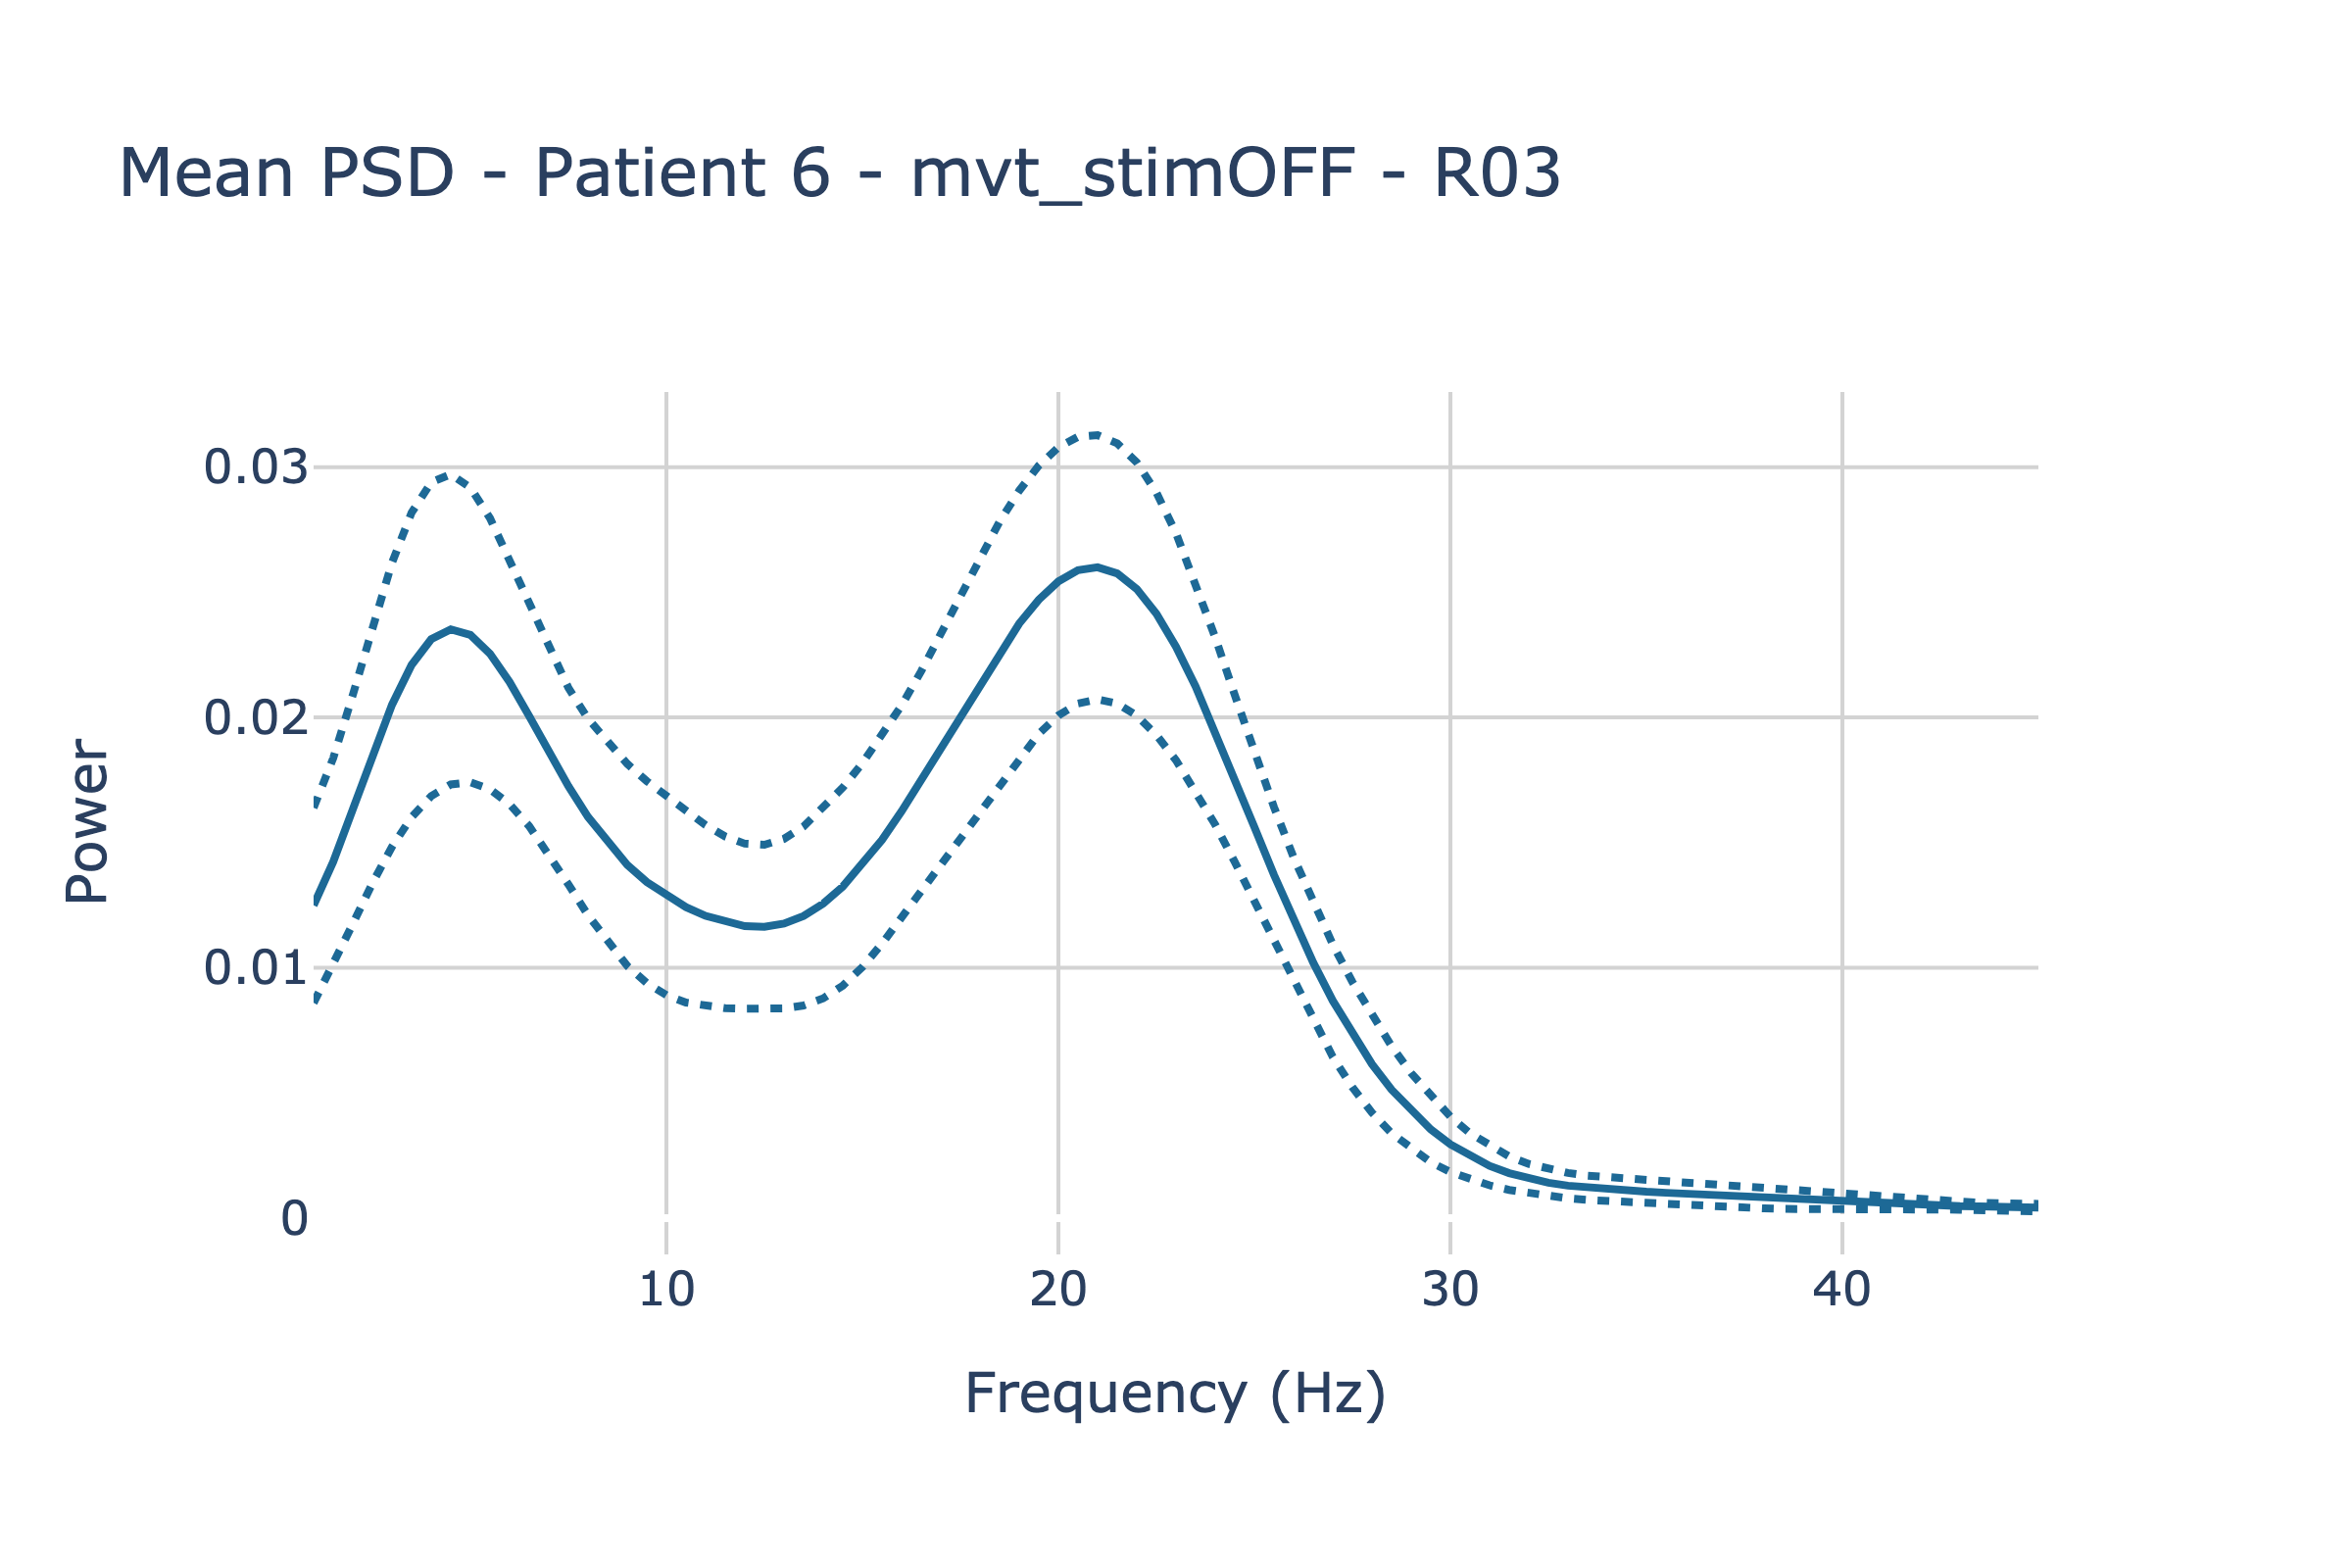 Mean PSD - Patient 6 - mvt_stimOFF - R03
0.03
0.02
0.01
0
Power
10 20 30 40
Frequency (Hz)